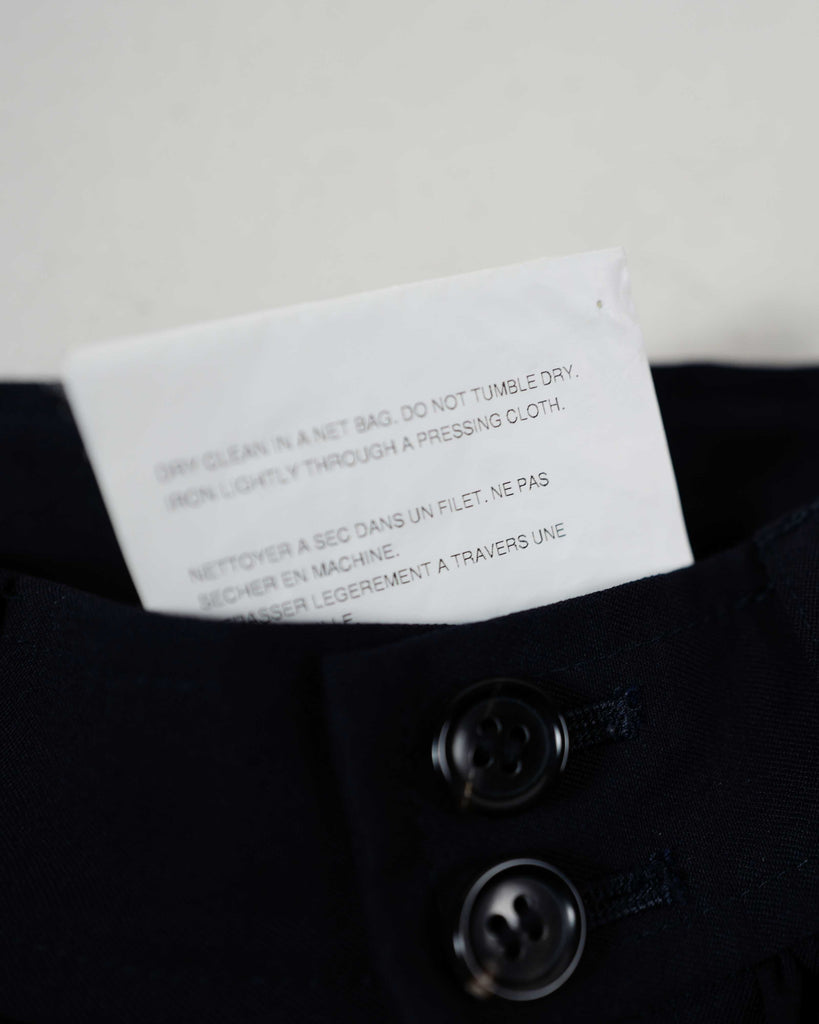 DRY CLEAN IN A NET BAG. DO NOT TUMBLE DRY.
IRON LIGHTLY THROUGH A PRESSING CLOTH.
NETTOYER A SEC DANS UN FILET. NE PAS
SECHER EN MACHINE.
LEGEREMENT A TRAVERS UNE